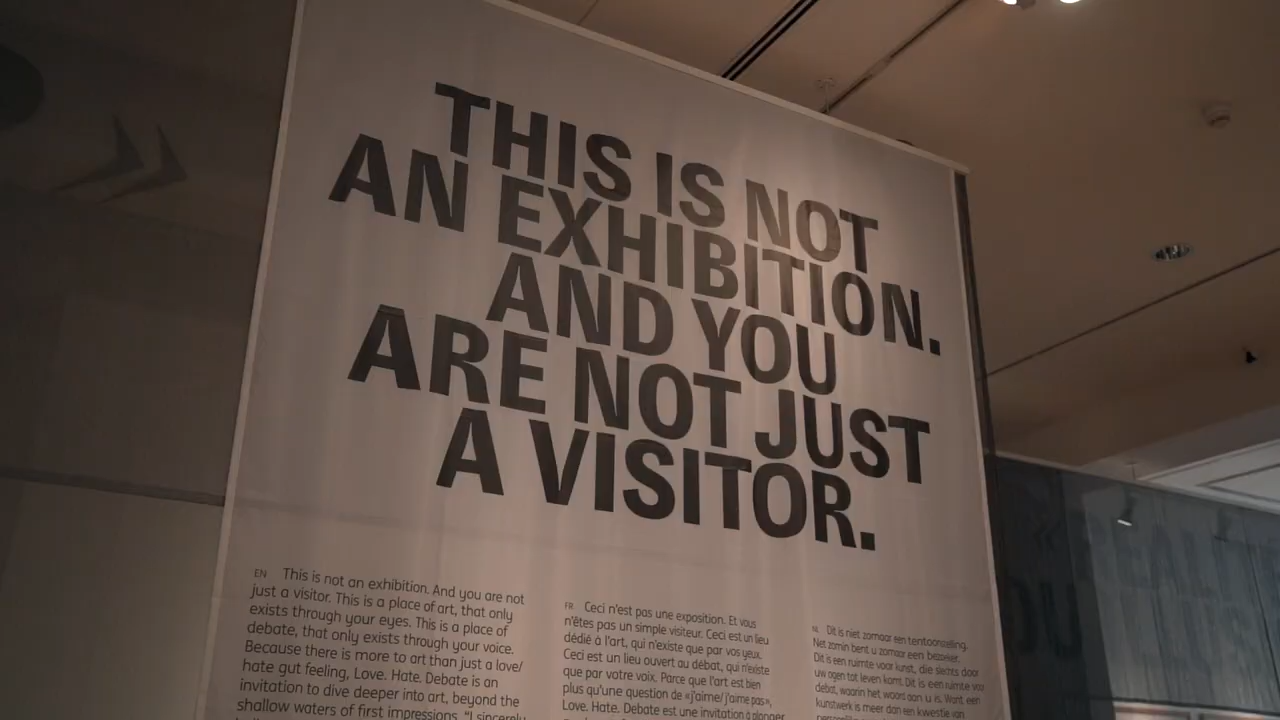 THIS IS NOT
AN EXHIBITION.
AND YOU
ARE NOT JUST
A VISITOR.
EN This is not an exhibition. And you are not
just a visitor. This is a place of art, that only
exists through your eyes. This is a place of
debate, that only exists through your voice.
Because there is more to art than just a love/
hate gut feeling, Love. Hate. Debate is an
invitation to dive deeper into art, beyond the
shallow waters of first impressions. "I sincerely
FR Ceci n'est pas une exposition. Et vous
n'êtes pas un simple visiteur. Ceci est un lieu
dédié à l'art, qui n'existe que par vos yeux.
Ceci est un lieu ouvert au débat, qui n'existe
que par votre voix. Parce que l'art est bien
plus qu'une question de «j'aime/ j'aime pas»,
Love. Hate. Debate est une invitation à plonger
NL Dit is niet zomaar een tentoonstelling.
Net zomin bent u zomaar een bezoeker.
Dit is een ruimte voor kunst, die slechts door
uw ogen tot leven komt. Dit is een ruimte voor
debat, waarin het woord aan u is. Want een
kunstwerk is meer dan een kwestie van